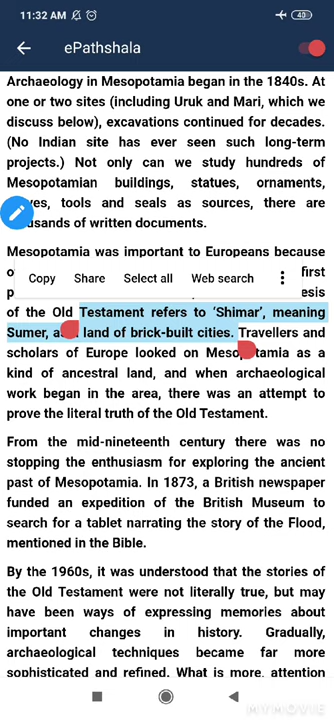 11:32 AM
40
ePathshala
Archaeology in Mesopotamia began in the 1840s. At
one or two sites (including Uruk and Mari, which we
discuss below), excavations continued for decades.
(No Indian site has ever seen such long-term
projects.) Not only can we study hundreds of
Mesopotamian buildings, statues, ornaments,
tools and seals as sources, there are
thousands of written documents.
Mesopotamia was important to Europeans because
first
Copy Share Select all Web search
of the Old Testament refers to ‘Shimar’, meaning
Sumer, as a land of brick-built cities. Travellers and
scholars of Europe looked on Mesopotamia as a
kind of ancestral land, and when archaeological
work began in the area, there was an attempt to
prove the literal truth of the Old Testament.
From the mid-nineteenth century there was no
stopping the enthusiasm for exploring the ancient
past of Mesopotamia. In 1873, a British newspaper
funded an expedition of the British Museum to
search for a tablet narrating the story of the Flood,
mentioned in the Bible.
By the 1960s, it was understood that the stories of
the Old Testament were not literally true, but may
have been ways of expressing memories about
important changes in history. Gradually,
archaeological techniques became far more
sophisticated and refined. What is more, attention
MYMOVIE